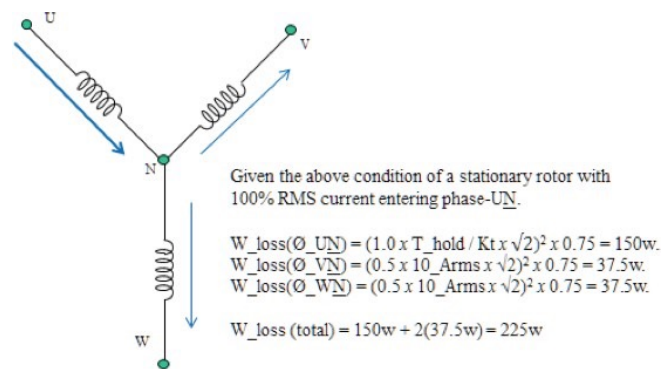 U
V
N
W
Given the above condition of a stationary rotor with
100% RMS current entering phase-UN.
W_loss(Ø_UN) = (1.0 x T_hold / Kt x √2)² x 0.75 = 150w.
W_loss(Ø_VN) = (0.5 x 10_Arms x √2)² x 0.75 = 37.5w.
W_loss(Ø_WN) = (0.5 x 10_Arms x √2)² x 0.75 = 37.5w.
W_loss (total) = 150w + 2(37.5w) = 225w